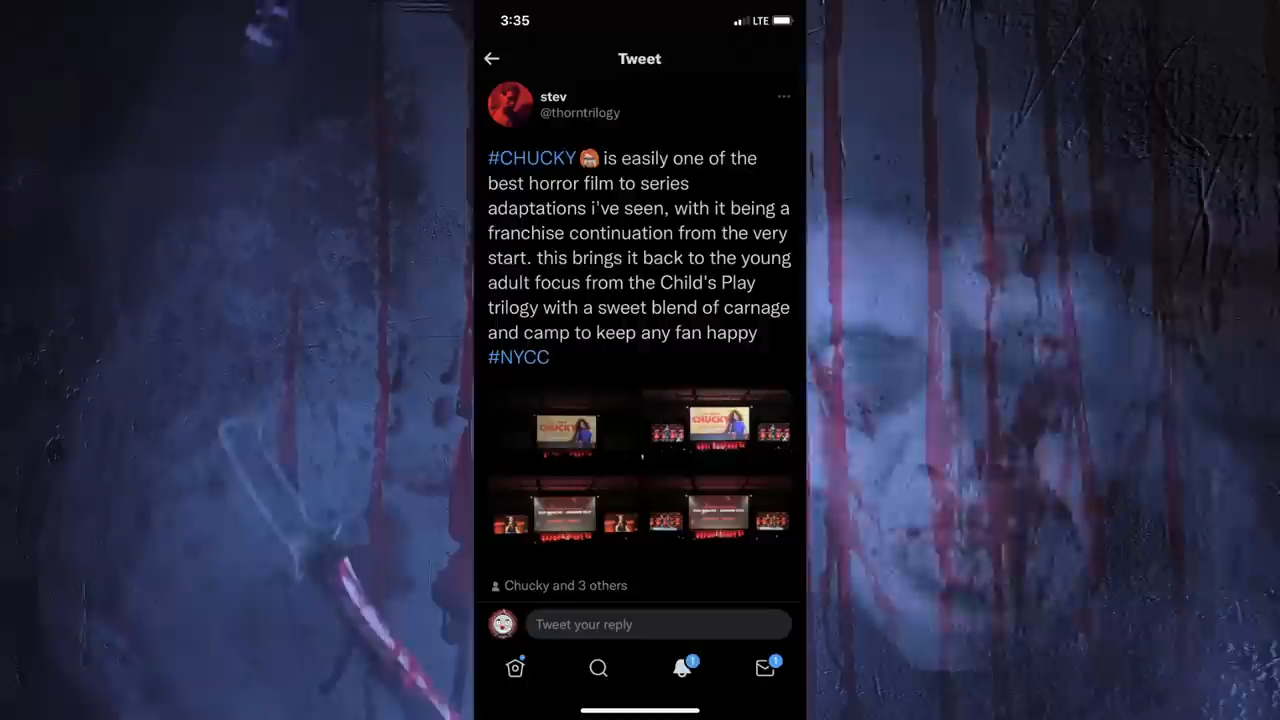 3:35
LTE
Tweet
stev
@thorntrilogy
#CHUCKY is easily one of the
best horror film to series
adaptations i've seen, with it being a
franchise continuation from the very
start. this brings it back to the young
adult focus from the Child's Play
trilogy with a sweet blend of carnage
and camp to keep any fan happy
#NYCC
CHUCKY
CHUCKY
Chucky and 3 others
Tweet your reply
1
1